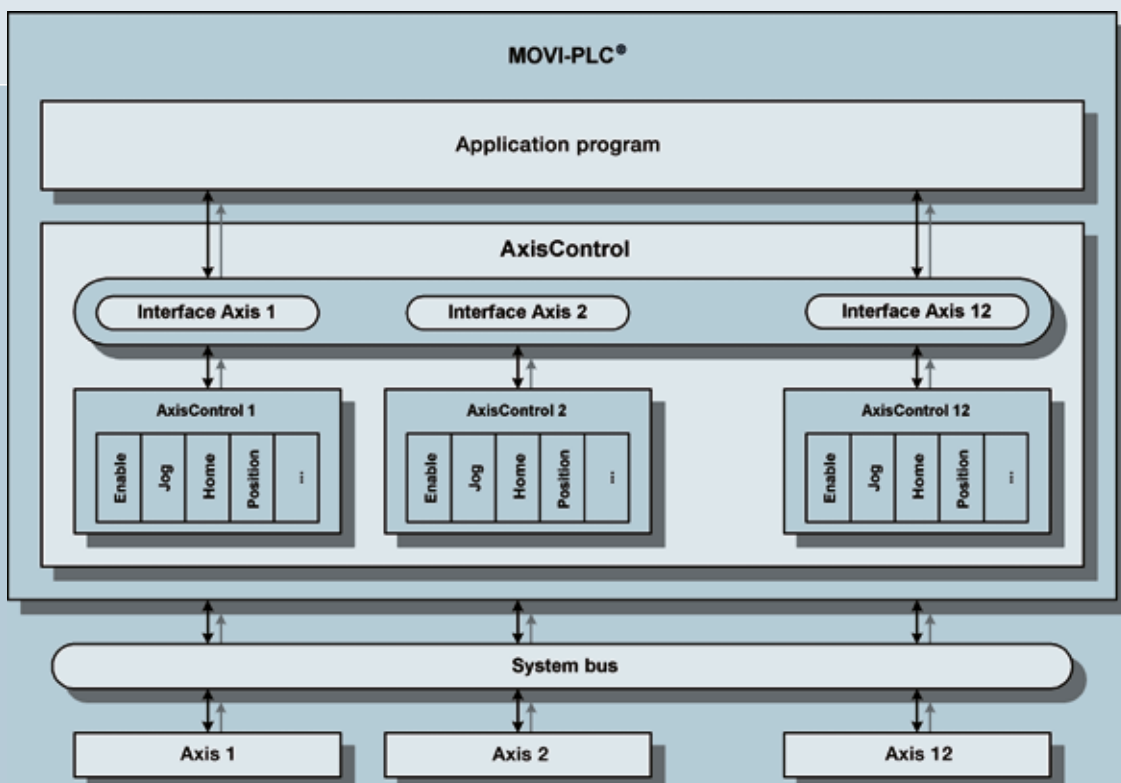 MOVI-PLC®
Application program
AxisControl
Interface Axis 1
Interface Axis 2
Interface Axis 12
AxisControl 1
Enable
Jog
Home
Position
...
AxisControl 2
Enable
Jog
Home
Position
...
AxisControl 12
Enable
Jog
Home
Position
...
System bus
Axis 1
Axis 2
Axis 12